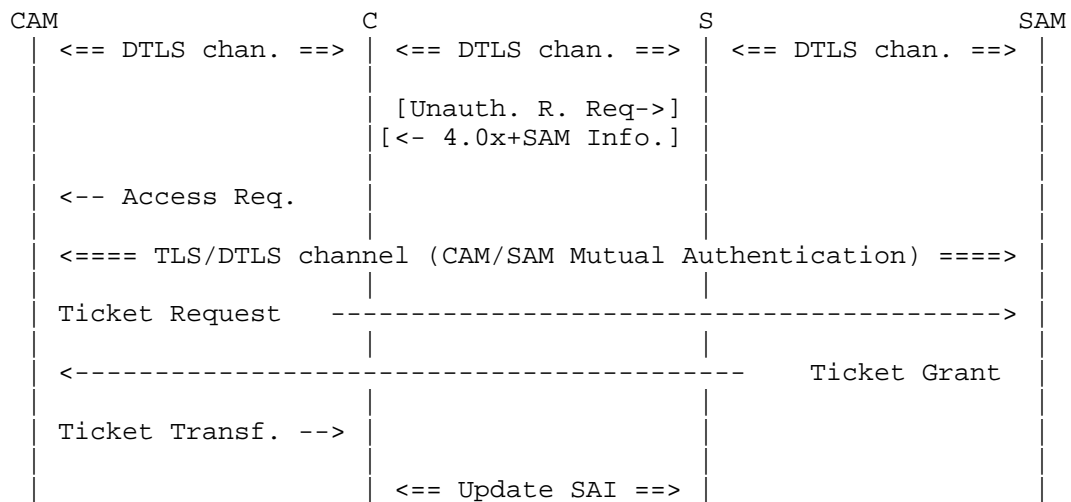 CAM C S SAM
| <== DTLS chan. ==> | <== DTLS chan. ==> | <== DTLS chan. ==> |
| | [Unauth. R. Req->] | |
| |[<- 4.0x+SAM Info.] | |
| <-- Access Req. | | |
| <==== TLS/DTLS channel (CAM/SAM Mutual Authentication) ====> |
| Ticket Request ------------------------------------------> |
| <------------------------------------------ Ticket Grant |
| Ticket Transf. --> | | |
| | <== Update SAI ==> | |